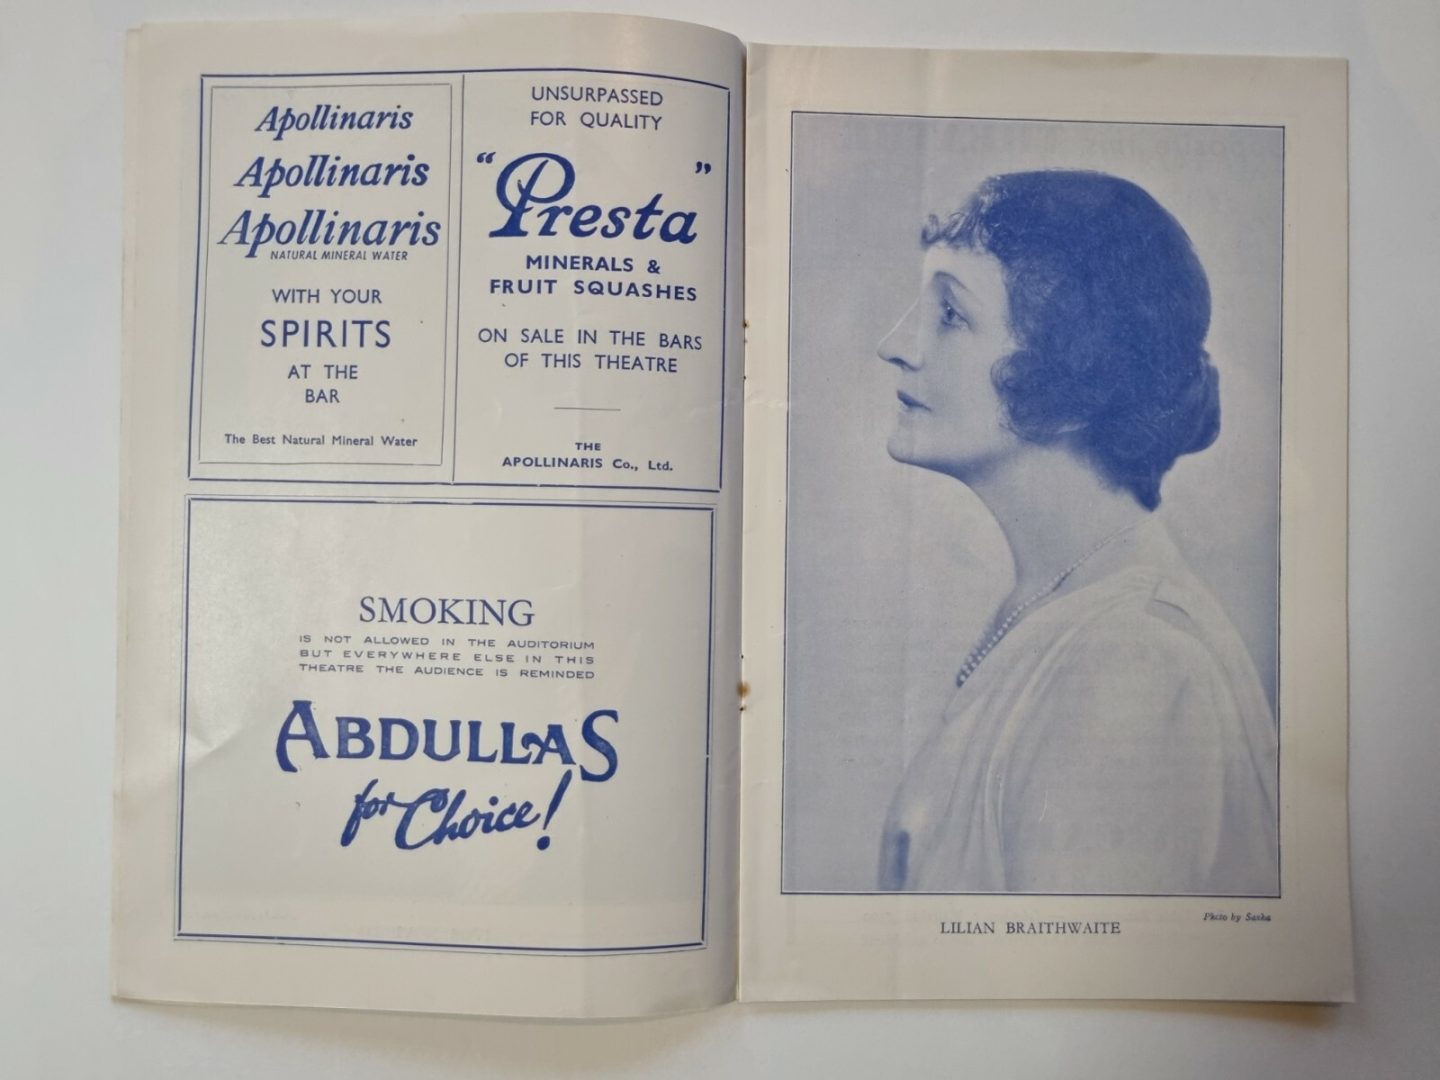 Apollinaris
Apollinaris
Apollinaris
NATURAL MINERAL WATER
WITH YOUR
SPIRITS
AT THE
BAR
The Best Natural Mineral Water
UNSURPASSED
FOR QUALITY
“Presta”
MINERALS &
FRUIT SQUASHES
ON SALE IN THE BARS
OF THIS THEATRE
THE
APOLLINARIS Co., Ltd.
SMOKING
IS NOT ALLOWED IN THE AUDITORIUM
BUT EVERYWHERE ELSE IN THIS
THEATRE THE AUDIENCE IS REMINDED
ABDULLAS
for Choice!
Photo by Sasha
LILIAN BRAITHWAITE